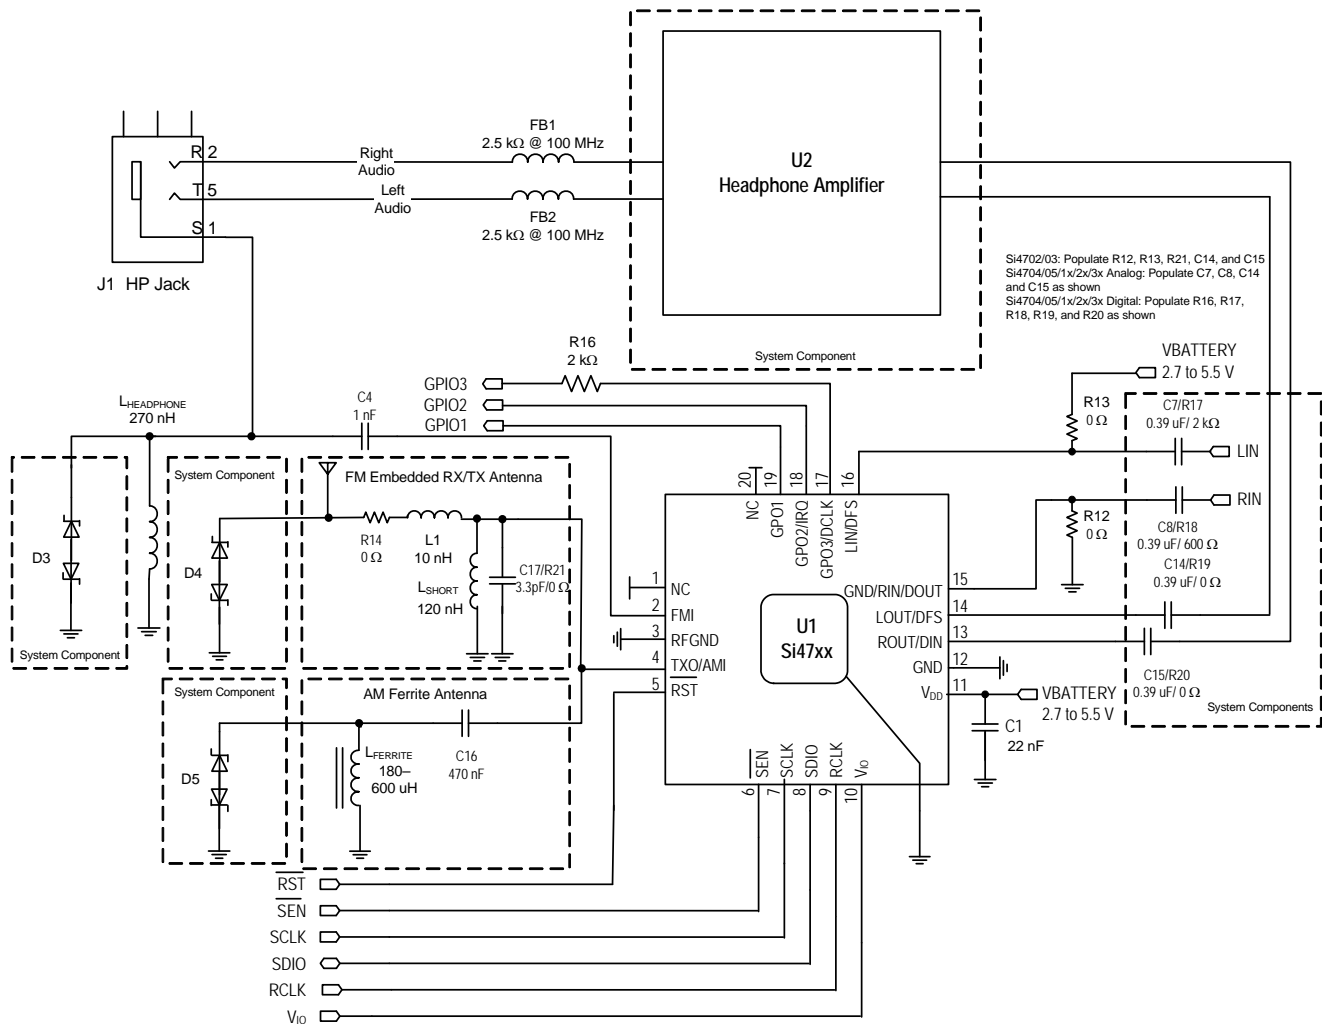 FB1
2.5 kΩ @ 100 MHz
R 2
Right
Audio
U2
Headphone Amplifier
T 5
Left
Audio
FB2
2.5 kΩ @ 100 MHz
S 1
J1 HP Jack
Si4702/03: Populate R12, R13, R21, C14, and C15
Si4704/05/1x/2x/3x Analog: Populate C7, C8, C14
and C15 as shown
Si4704/05/1x/2x/3x Digital: Populate R16, R17,
R18, R19, and R20 as shown
System Component
R16
2 kΩ
VBATTERY
2.7 to 5.5 V
GPIO3
GPIO2
GPIO1
LHEADPHONE
270 nH
C4
1 nF
R13
0 Ω
C7/R17
0.39 uF/ 2 kΩ
LIN
System Component
FM Embedded RX/TX Antenna
20
19
18
17
16
NC
GPO1
GPO2/IRQ
GPO3/DCLK
LIN/DFS
RIN
R12
0 Ω
C8/R18
0.39 uF/ 600 Ω
C14/R19
0.39 uF/ 0 Ω
D3
D4
R14
0 Ω
L1
10 nH
LSHORT
120 nH
C17/R21
3.3pF/0 Ω
1
NC
2
FMI
3
RFGND
4
TXO/AMI
5
RST
U1
Si47xx
GND/RIN/DOUT
15
LOUT/DFS
14
ROUT/DIN
13
GND
12
VDD
11
C15/R20
0.39 uF/ 0 Ω
System Components
VBATTERY
2.7 to 5.5 V
C1
22 nF
System Component
System Component
AM Ferrite Antenna
D5
LFERRITE
180–
600 uH
C16
470 nF
SEN
SCLK
SDIO
RCLK
VIO
6
7
8
9
10
RST
SEN
SCLK
SDIO
RCLK
VIO